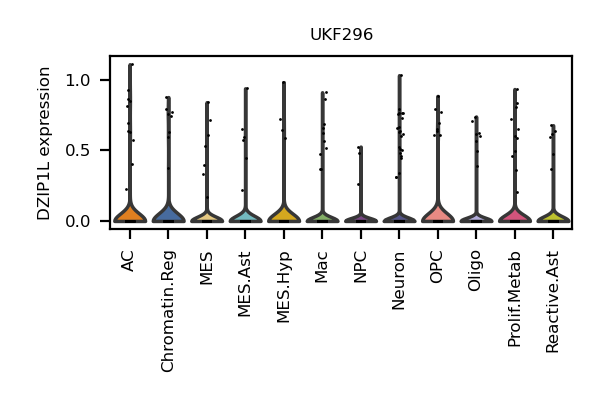 UKF296
DZIP1L expression
1.0
0.5
0.0
AC
Chromatin.Reg
MES
MES.Ast
MES.Hyp
Mac
NPC
Neuron
OPC
Oligo
Prolif.Metab
Reactive.Ast